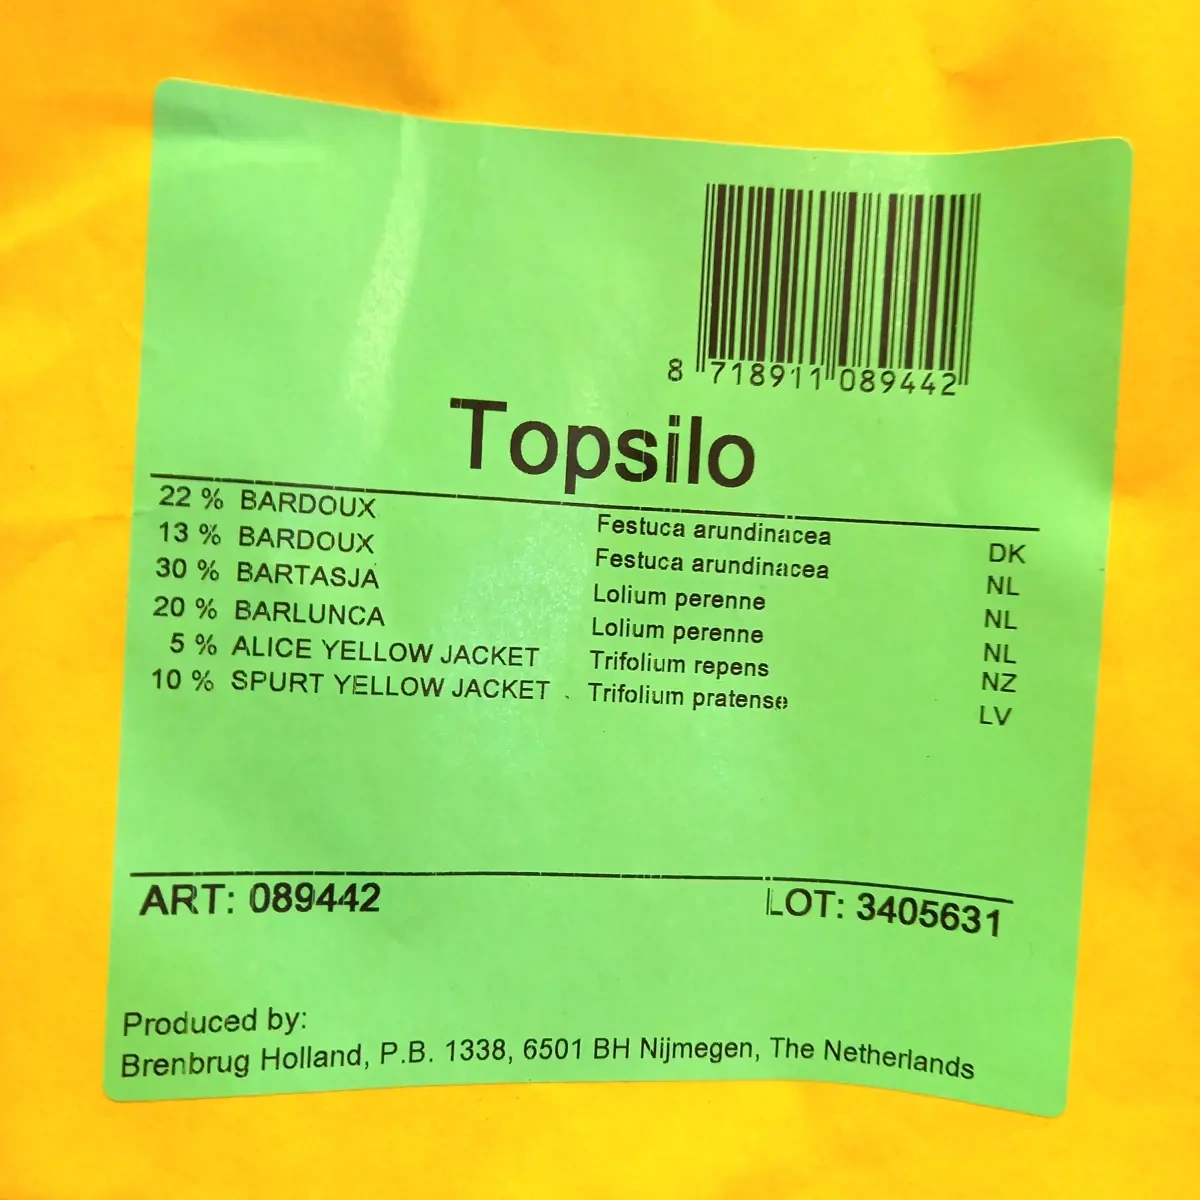 8 718911 089442
Topsilo
22 % BARDOUX Festuca arundinacea DK
13 % BARDOUX Festuca arundinacea NL
30 % BARTASJA Lolium perenne NL
20 % BARLUNCA Lolium perenne NL
5 % ALICE YELLOW JACKET Trifolium repens NZ
10 % SPURT YELLOW JACKET Trifolium pratense LV
ART: 089442 LOT: 3405631
Produced by:
Brenbrug Holland, P.B. 1338, 6501 BH Nijmegen, The Netherlands